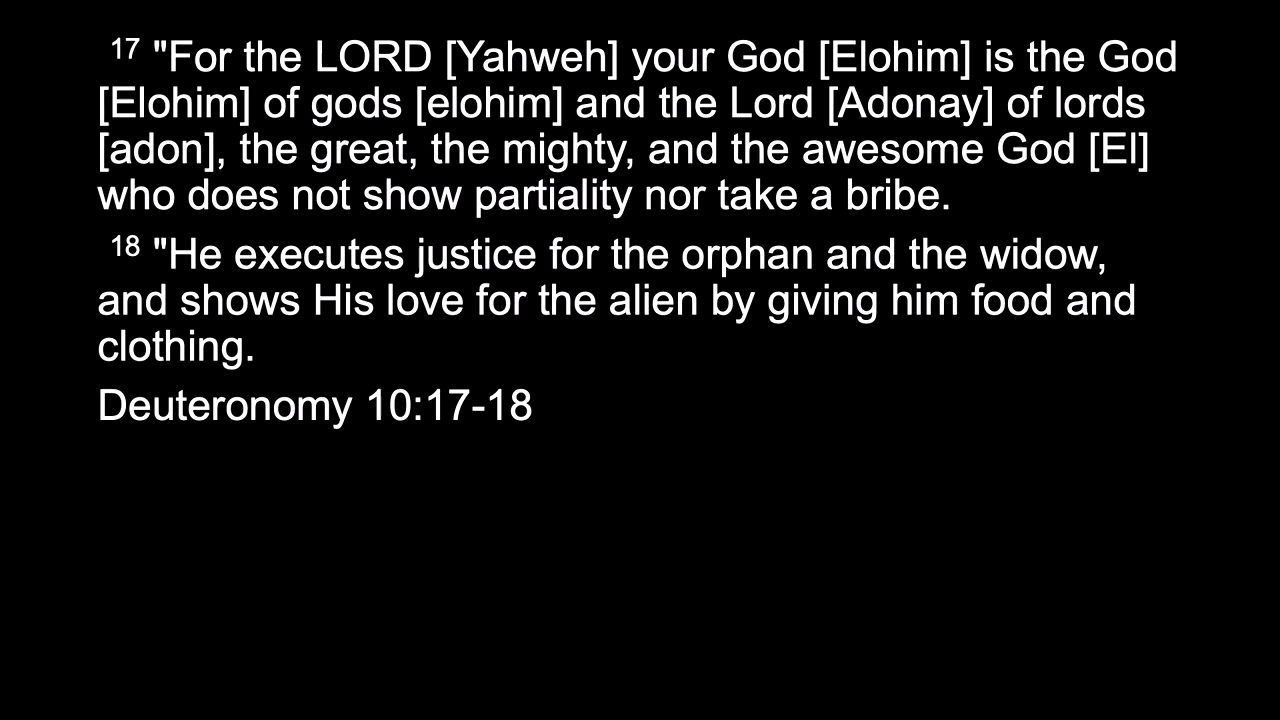 17 "For the LORD [Yahweh] your God [Elohim] is the God
[Elohim] of gods [elohim] and the Lord [Adonay] of lords
[adon], the great, the mighty, and the awesome God [El]
who does not show partiality nor take a bribe.
18 "He executes justice for the orphan and the widow,
and shows His love for the alien by giving him food and
clothing.
Deuteronomy 10:17-18